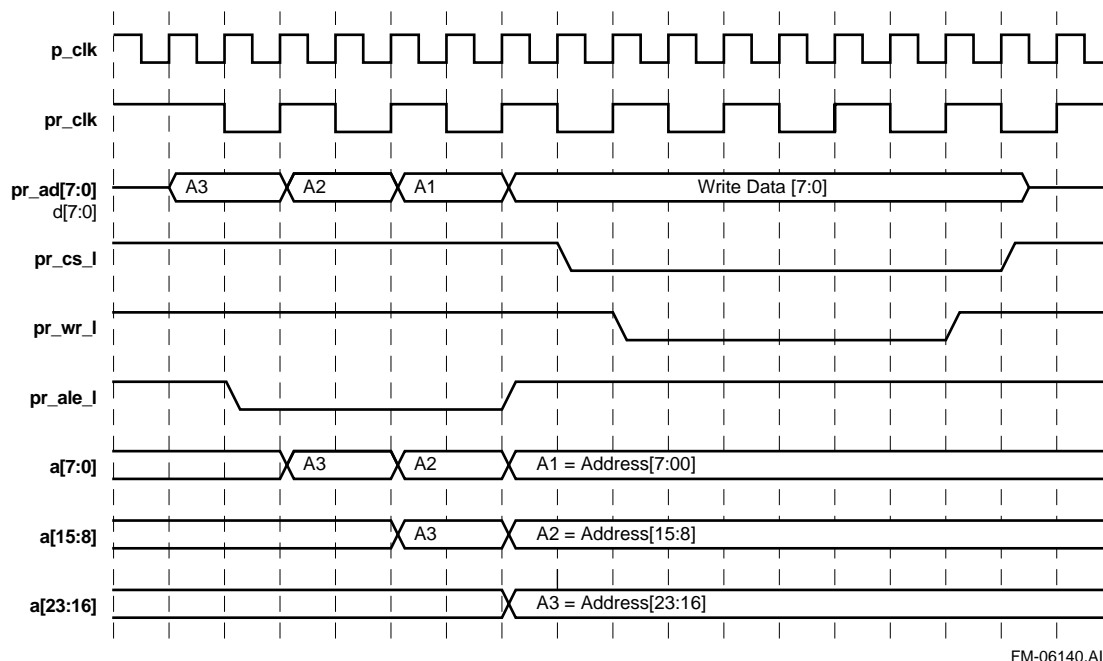 p_clk
pr_clk
pr_ad[7:0] A3 A2 A1 Write Data [7:0]
d[7:0]
pr_cs_l
pr_wr_l
pr_ale_l
a[7:0] A3 A2 A1 = Address[7:00]
a[15:8] A3 A2 = Address[15:8]
a[23:16] A3 = Address[23:16]
FM-06140.AI